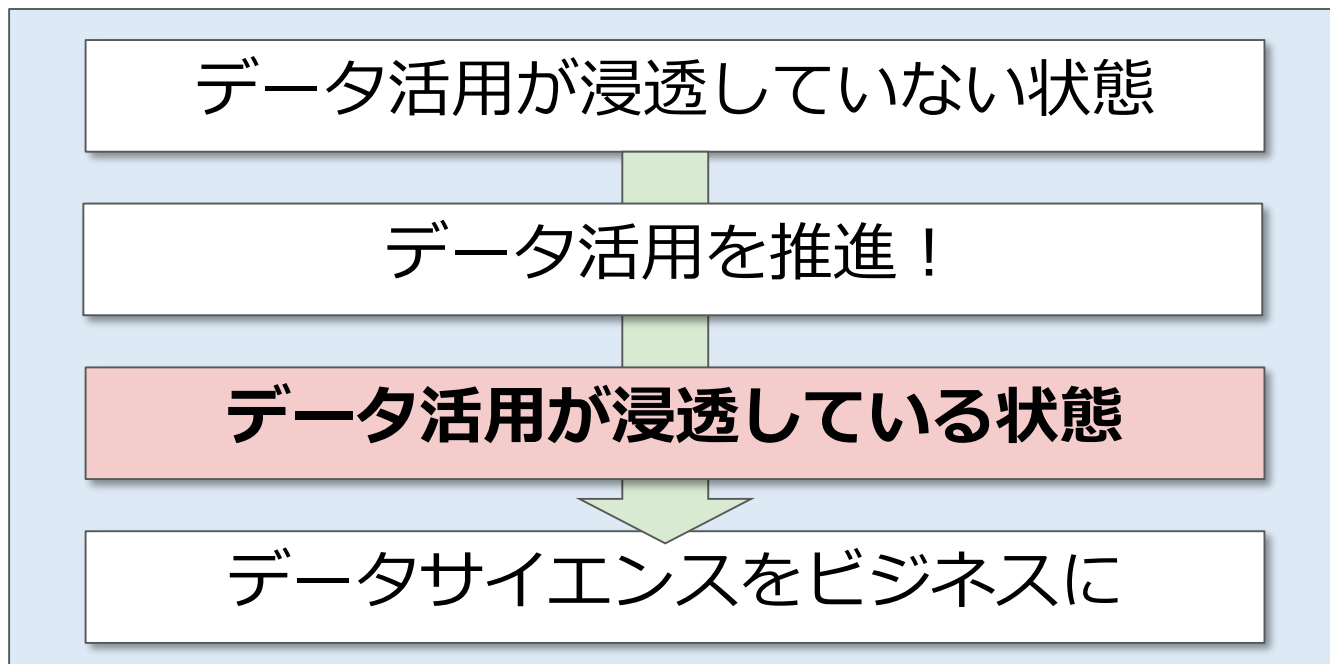 データ活用が浸透していない状態
データ活用を推進！
データ活用が浸透している状態
データサイエンスをビジネスに